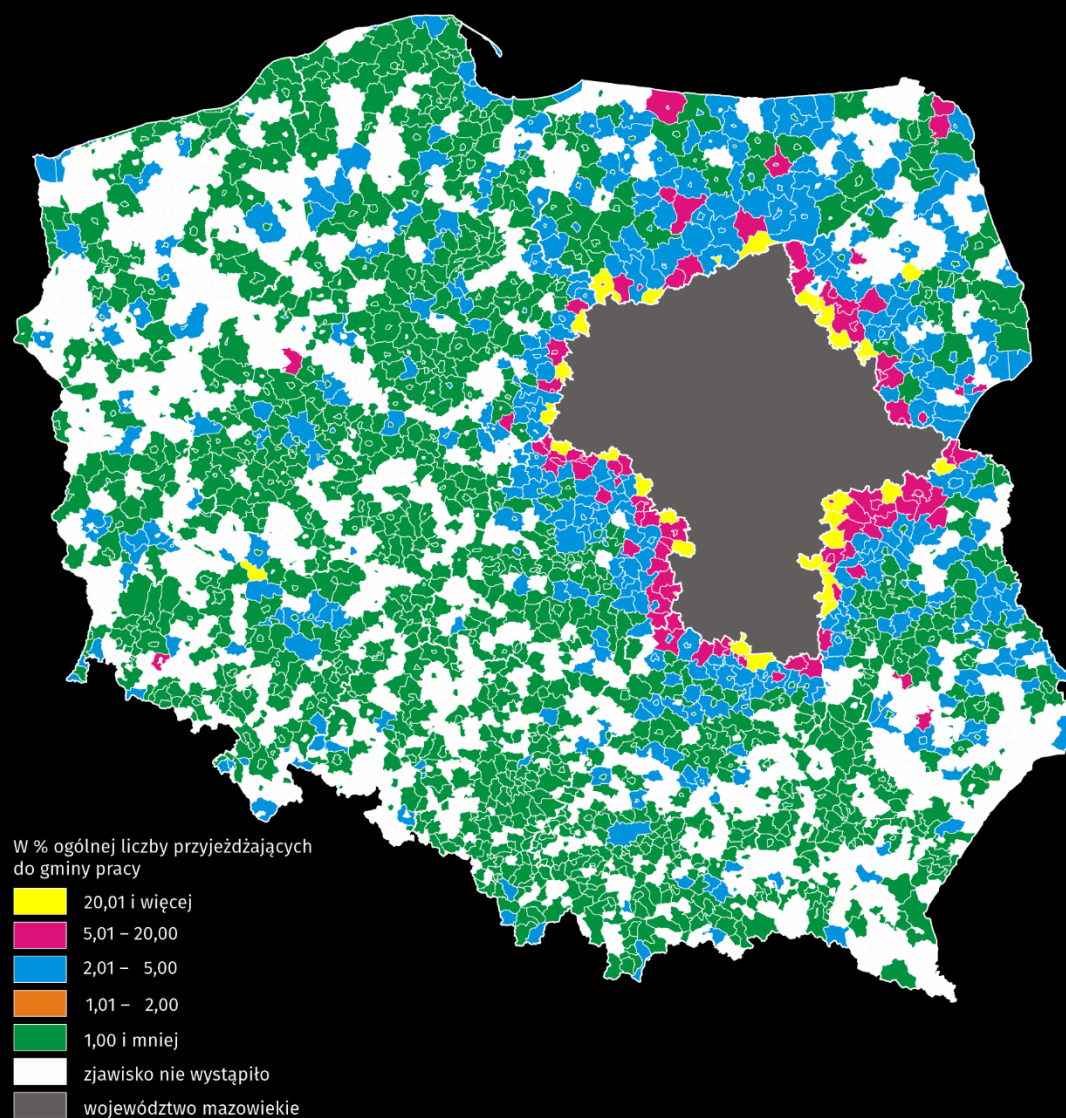 W % ogólnej liczby przyjeżdżających
do gminy pracy
20,01 i więcej
5,01 – 20,00
2,01 – 5,00
1,01 – 2,00
1,00 i mniej
zjawisko nie wystąpiło
województwo mazowiekie